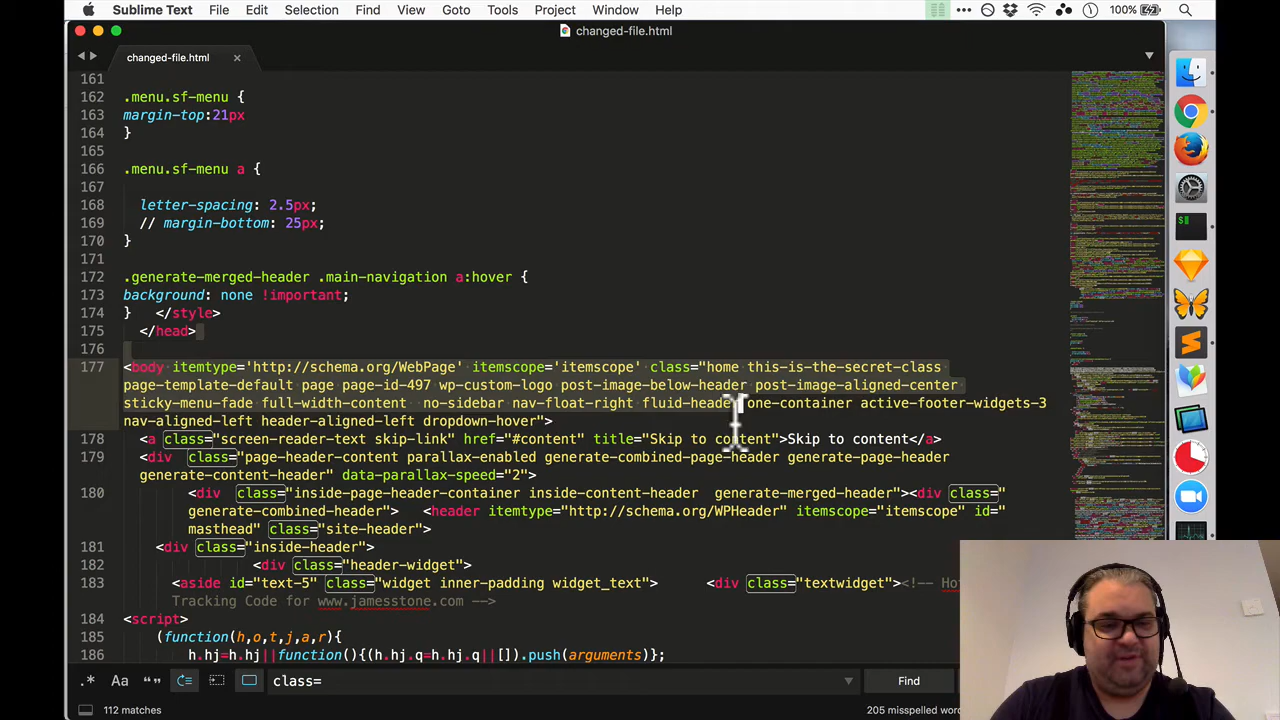 Sublime Text File Edit Selection Find View Goto Tools Project Window Help 100%
changed-file.html
changed-file.html
161
162 .menu.sf-menu {
163 margin-top:21px
164 }
165
166 .menu.sf-menu a {
167
168 letter-spacing: 2.5px;
169 // margin-bottom: 25px;
170 }
171
172 .generate-merged-header .main-navigation a:hover {
173 background: none !important;
174 } </style>
175 </head>
176
177 <body itemtype='http://schema.org/WebPage' itemscope='itemscope' class="home this-is-the-secret-class
page-template-default page page-id-497 wp-custom-logo post-image-below-header post-image-aligned-center
sticky-menu-fade full-width-content no-sidebar nav-float-right fluid-header one-container active-footer-widgets-3
nav-aligned-left header-aligned-center dropdown-hover">
178 <a class="screen-reader-text skip-link" href="#content" title="Skip to content">Skip to content</a>
179 <div class="page-header-content parallax-enabled generate-combined-page-header generate-page-header
generate-content-header" data-parallax-speed="2">
180 <div class="inside-page-header-container inside-content-header generate-merged-header"><div class="
generate-combined-header"> <header itemtype="http://schema.org/WPHeader" itemscope="itemscope" id="
masthead" class="site-header">
181 <div class="inside-header">
182 <div class="header-widget">
183 <aside id="text-5" class="widget inner-padding widget_text"> <div class="textwidget"><!--
Tracking Code for www.jamesstone.com -->
184 <script>
185 (function(h,o,t,j,a,r){
186 h.hj=h.hj||function(){(h.hj.q=h.hj.q||[]).push(arguments)};
.* Aa “” class= Find
112 matches 205 misspelled